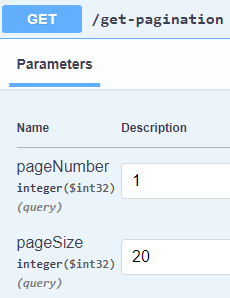 GET /get-pagination
Parameters
Name Description
pageNumber
integer($int32) 1
(query)
pageSize
integer($int32) 20
(query)